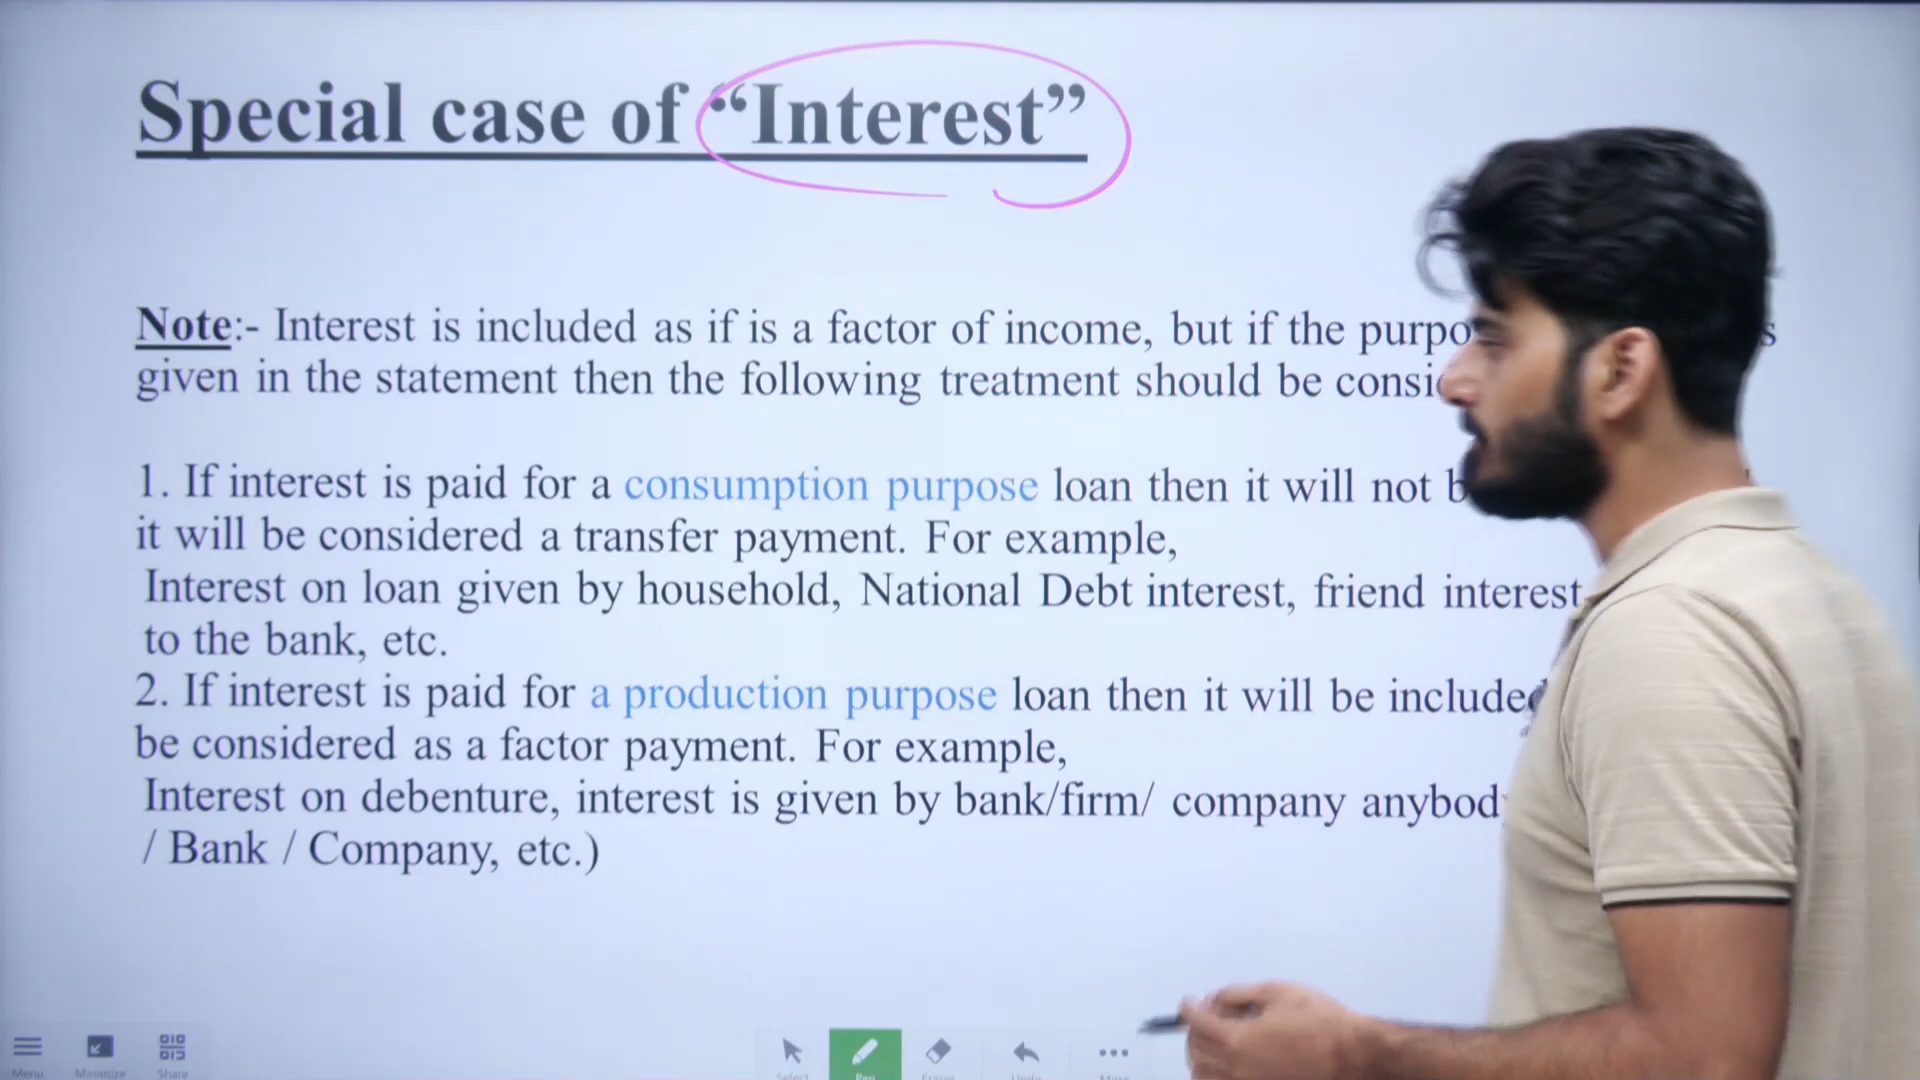 Special case of “Interest”
Note:- Interest is included as if is a factor of income, but if the
given in the statement then the following treatment should be
1. If interest is paid for a consumption purpose loan then it will not
it will be considered a transfer payment. For example,
Interest on loan given by household, National Debt interest, friend interest
to the bank, etc.
2. If interest is paid for a production purpose loan then it will be
be considered as a factor payment. For example,
Interest on debenture, interest is given by bank/firm/ company
/ Bank / Company, etc.)
Menu Minimize Share Select Pen Eraser Undo More